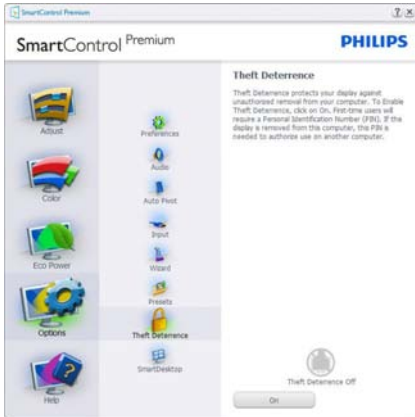 SmartControl Premium
SmartControl Premium
PHILIPS
Adjust
Color
Eco Power
Options
Help
Preferences
Audio
Auto Pivot
Input
Wizard
Presets
Theft Deterrence
SmartDesktop
Theft Deterrence
Theft Deterrence protects your display against
unauthorized removal from your computer. To Enable
Theft Deterrence, click on On. First-time users will
require a Personal Identification Number (PIN). If the
display is removed from this computer, the PIN is
needed to authorize use on another computer.
Theft Deterrence Off
On